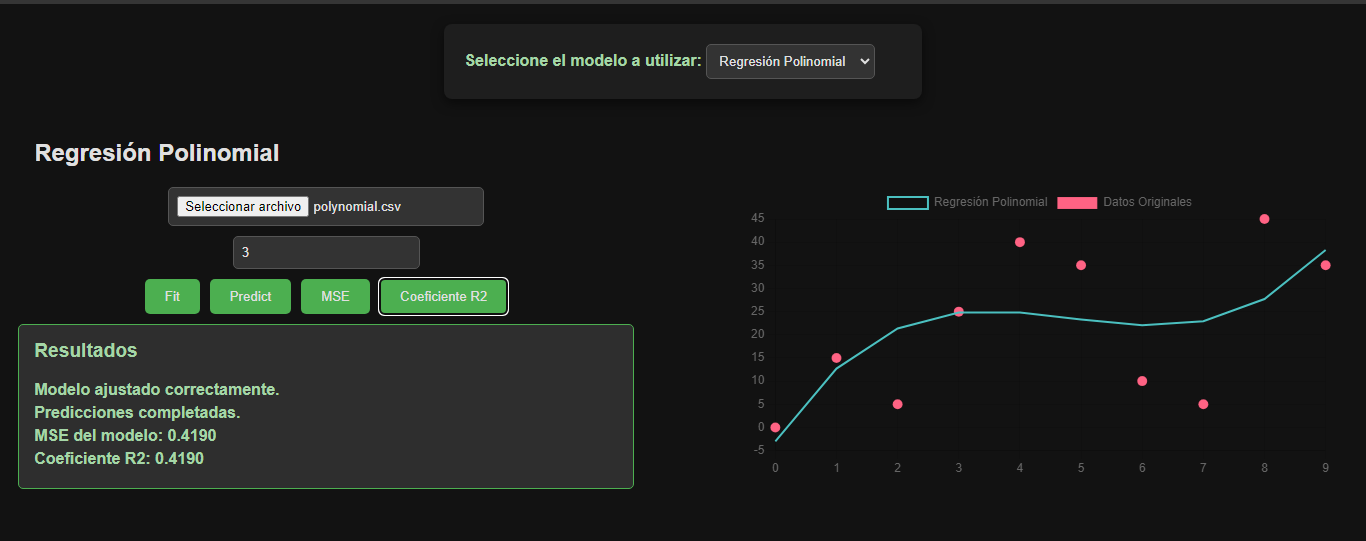 Seleccione el modelo a utilizar: Regresión Polinomial
Regresión Polinomial
Seleccionar archivo polynomial.csv
3
Fit Predict MSE Coeficiente R2
Resultados
Modelo ajustado correctamente.
Predicciones completadas.
MSE del modelo: 0.4190
Coeficiente R2: 0.4190
Regresión Polinomial Datos Originales
45
40
35
30
25
20
15
10
5
0
-5
0 1 2 3 4 5 6 7 8 9